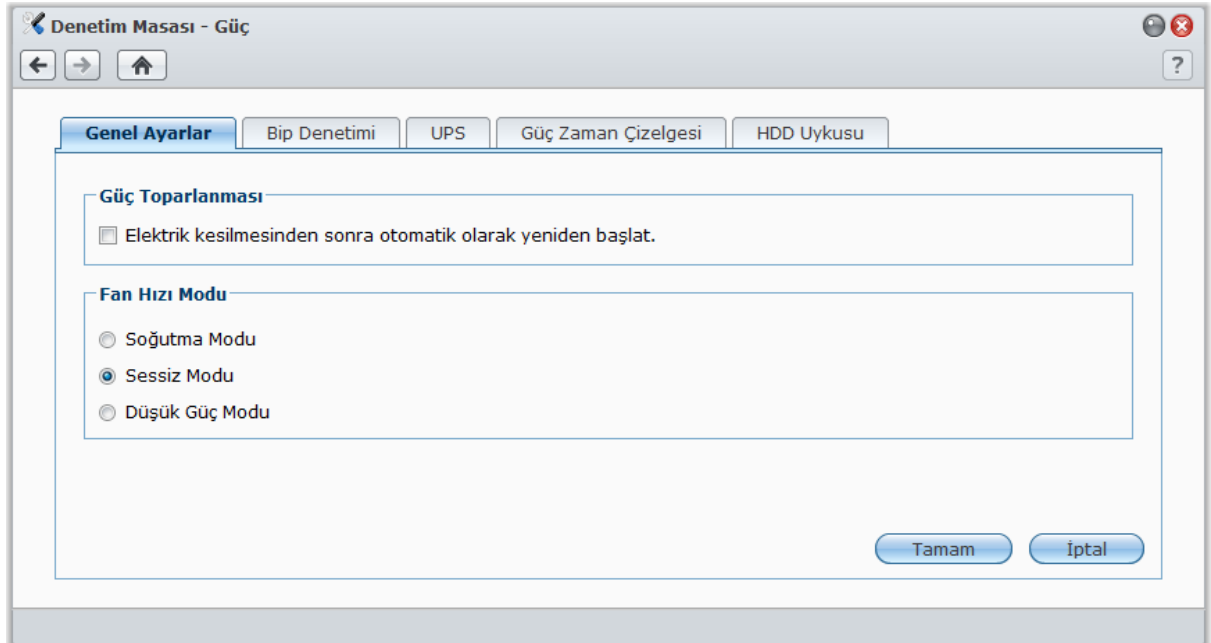 Denetim Masası - Güç
?
Genel Ayarlar Bip Denetimi UPS Güç Zaman Çizelgesi HDD Uykusu
Güç Toparlanması
Elektrik kesilmesinden sonra otomatik olarak yeniden başlat.
Fan Hızı Modu
Soğutma Modu
Sessiz Modu
Düşük Güç Modu
Tamam İptal